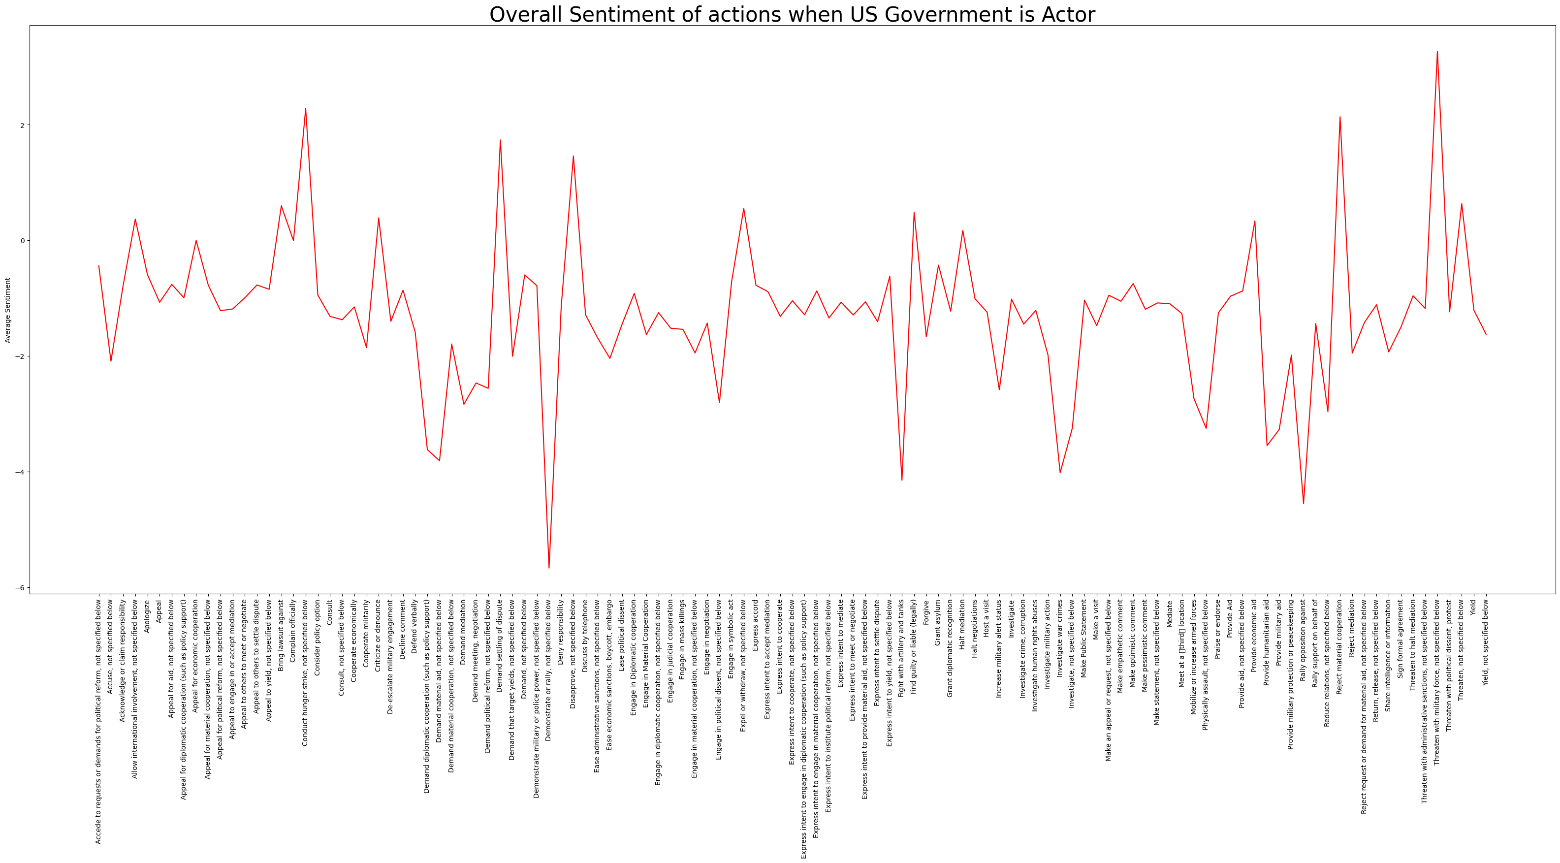 Overall Sentiment of actions when US Government is Actor
Average Sentiment
2
0
−2
−4
−6
Accede to requests or demands for political reform, not specified below
Accuse, not specified below
Acknowledge or claim responsibility
Allow international involvement, not specified below
Apologize
Appeal
Appeal for aid, not specified below
Appeal for diplomatic cooperation (such as policy support)
Appeal for economic cooperation
Appeal for material cooperation, not specified below
Appeal for political reform, not specified below
Appeal to engage in or accept mediation
Appeal to others to meet or negotiate
Appeal to others to settle dispute
Appeal to yield, not specified below
Bring lawsuit against
Complain officially
Conduct hunger strike, not specified below
Consider policy option
Consult
Consult, not specified below
Cooperate economically
Cooperate militarily
Criticize or denounce
De-escalate military engagement
Decline comment
Defend verbally
Demand diplomatic cooperation (such as policy support)
Demand material aid, not specified below
Demand material cooperation, not specified below
Demand mediation
Demand meeting, negotiation
Demand political reform, not specified below
Demand settling of dispute
Demand that target yields, not specified below
Demand, not specified below
Demonstrate military or police power, not specified below
Demonstrate or rally, not specified below
Deny responsibility
Disapprove, not specified below
Discuss by telephone
Ease administrative sanctions, not specified below
Ease economic sanctions, boycott, embargo
Ease political dissent
Engage in Diplomatic cooperation
Engage in Material Cooperation
Engage in diplomatic cooperation, not specified below
Engage in judicial cooperation
Engage in mass killings
Engage in material cooperation, not specified below
Engage in negotiation
Engage in political dissent, not specified below
Engage in symbolic act
Expel or withdraw, not specified below
Express accord
Express intent to accept mediation
Express intent to cooperate
Express intent to cooperate, not specified below
Express intent to engage in diplomatic cooperation (such as policy support)
Express intent to engage in material cooperation, not specified below
Express intent to institute political reform, not specified below
Express intent to mediate
Express intent to meet or negotiate
Express intent to provide material aid, not specified below
Express intent to settle dispute
Express intent to yield, not specified below
Fight with artillery and tanks
Find guilty or liable (legally)
Forgive
Grant asylum
Grant diplomatic recognition
Halt mediation
Halt negotiations
Host a visit
Increase military alert status
Investigate
Investigate crime, corruption
Investigate human rights abuses
Investigate military action
Investigate war crimes
Investigate, not specified below
Make Public Statement
Make a visit
Make an appeal or request, not specified below
Make empathetic comment
Make optimistic comment
Make pessimistic comment
Make statement, not specified below
Mediate
Meet at a [third] location
Mobilize or increase armed forces
Physically assault, not specified below
Praise or endorse
Provide Aid
Provide aid, not specified below
Provide economic aid
Provide humanitarian aid
Provide military aid
Provide military protection or peacekeeping
Rally opposition against
Rally support on behalf of
Reduce relations, not specified below
Reject material cooperation
Reject mediation
Reject request or demand for material aid, not specified below
Return, release, not specified below
Share intelligence or information
Sign formal agreement
Threaten to halt mediation
Threaten with administrative sanctions, not specified below
Threaten with military force, not specified below
Threaten with political dissent, protest
Threaten, not specified below
Yield
Yield, not specified below